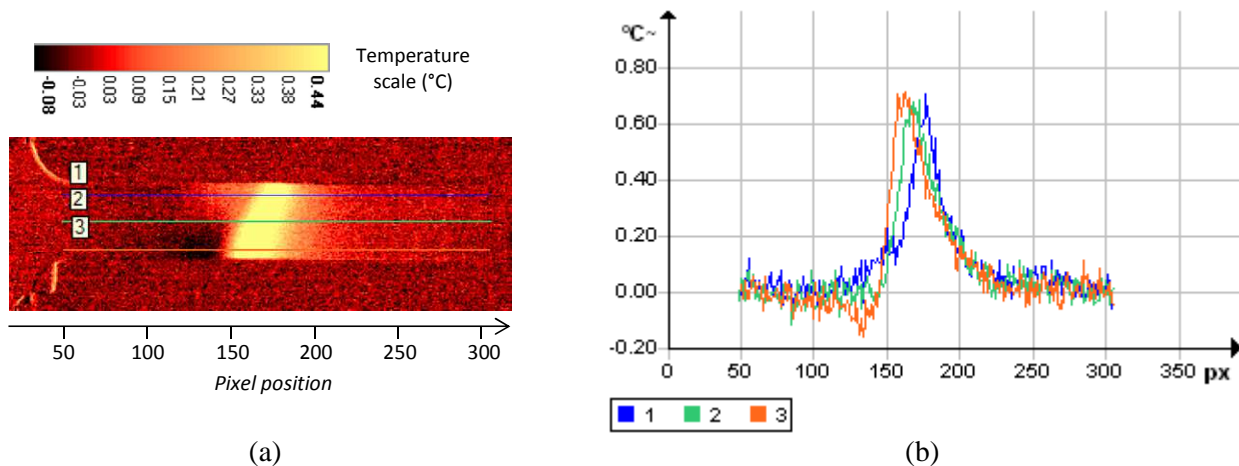 Temperature
scale (°C)
-0.08 -0.03 0.03 0.09 0.15 0.21 0.27 0.33 0.38 0.44
1
2
3
50 100 150 200 250 300
Pixel position
(a)
°C~
0.80
0.60
0.40
0.20
0.00
-0.20
0 50 100 150 200 250 300 350 px
1 2 3
(b)